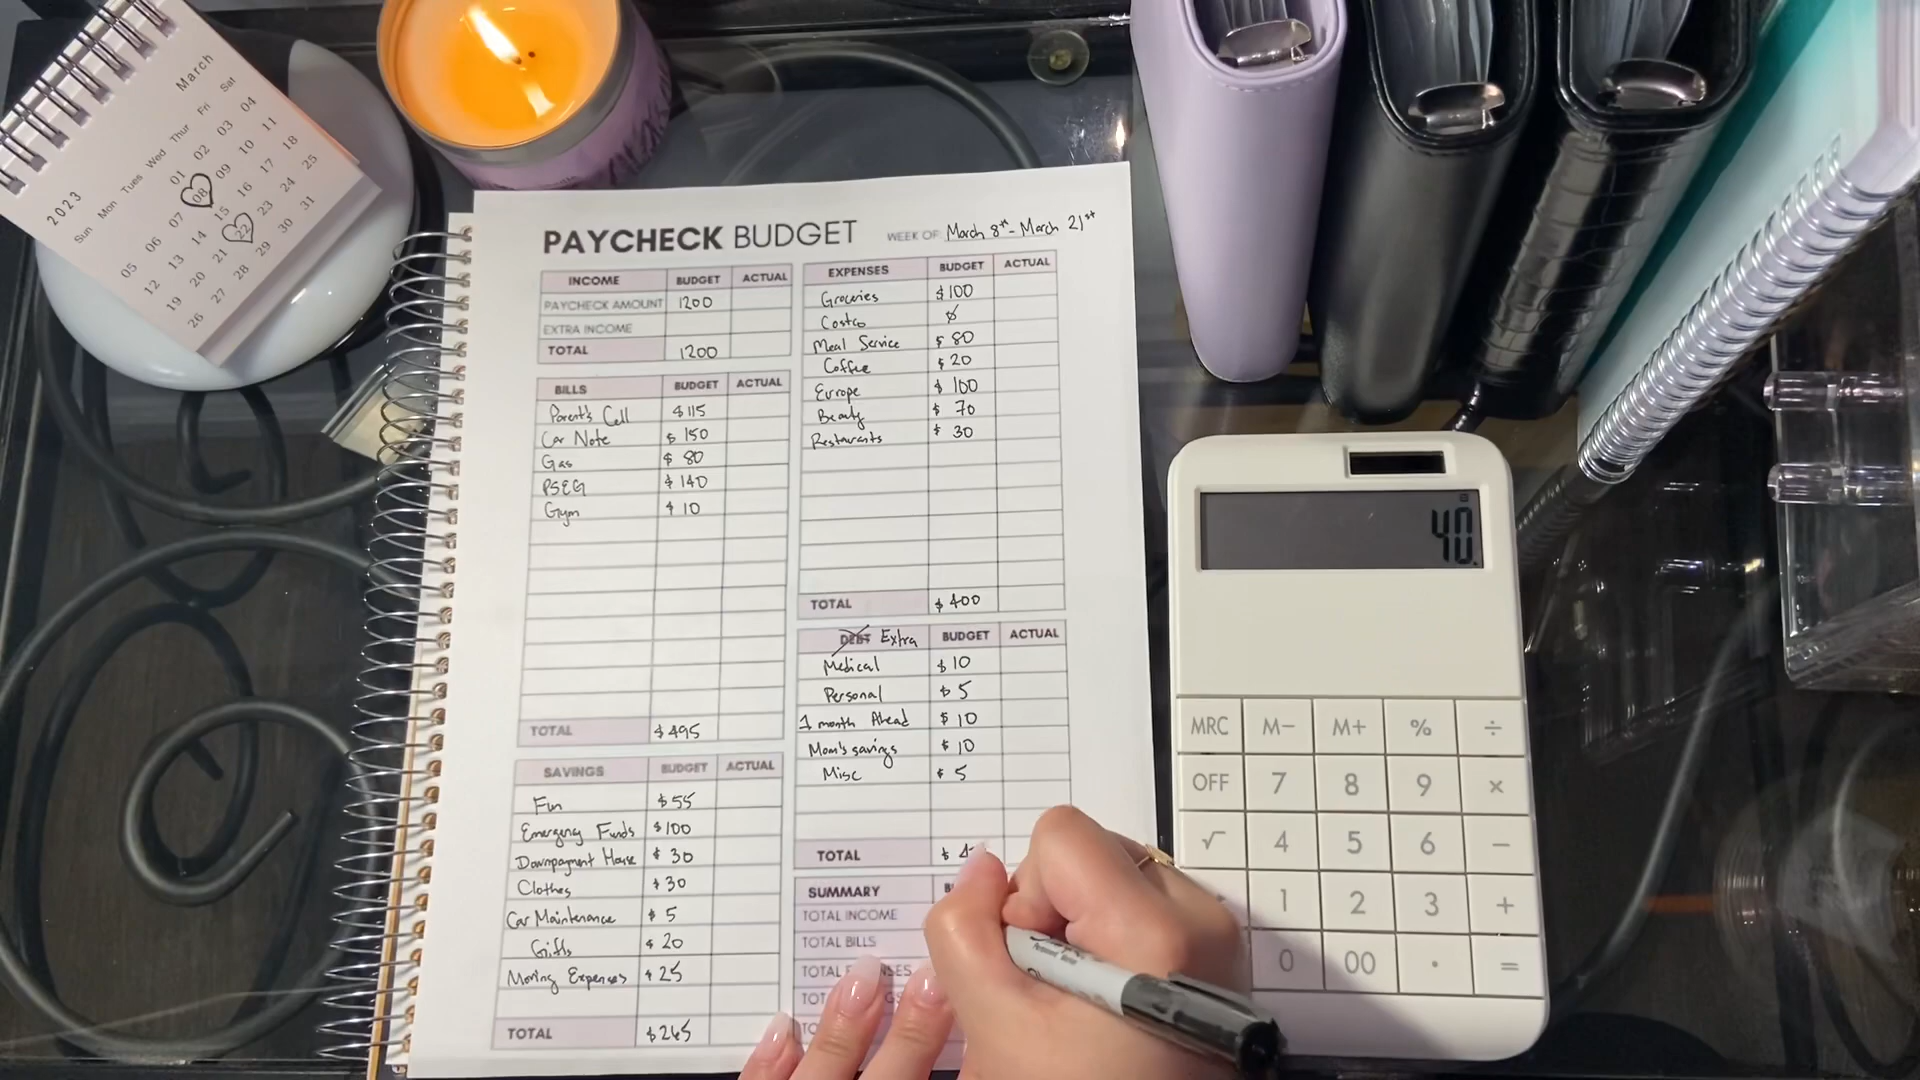 March
2023
Sun Mon Tues Wed Thur Fri Sat
01 02 03 04
05 06 07 08 09 10 11
12 13 14 15 16 17 18
19 20 21 22 23 24 25
26 27 28 29 30 31
PAYCHECK BUDGET
WEEK OF: March 8th - March 21st
INCOME BUDGET ACTUAL
PAYCHECK AMOUNT 1200
EXTRA INCOME
TOTAL 1200
BILLS BUDGET ACTUAL
Parent's Cell $115
Car Note $150
Gas $80
PSEG $140
Gym $10
TOTAL $495
SAVINGS BUDGET ACTUAL
Fun $55
Emergency Funds $100
Downpayment House $30
Clothes $30
Car Maintenance $5
Gifts $20
Moving Expenses $25
TOTAL $265
EXPENSES BUDGET ACTUAL
Groceries $100
Costco Ø
Meal Service $80
Coffee $20
Europe $100
Beauty $70
Restaurants $30
TOTAL $400
DEBT Extra BUDGET ACTUAL
Medical $10
Personal $5
1 month Ahead $10
Mom's savings $10
Misc $5
TOTAL $4
SUMMARY
TOTAL INCOME
TOTAL BILLS
TOTAL
40.
MRC M− M+ % ÷
OFF 7 8 9 ×
√ 4 5 6 −
1 2 3 +
0 00 . =